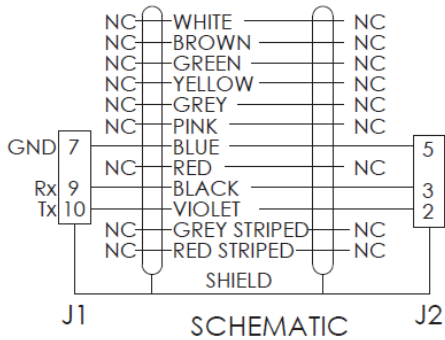 NC WHITE NC
NC BROWN NC
NC GREEN NC
NC YELLOW NC
NC GREY NC
NC PINK NC
GND 7 BLUE 5
NC RED NC
Rx 9 BLACK 3
Tx 10 VIOLET 2
NC GREY STRIPED NC
NC RED STRIPED NC
SHIELD
J1 SCHEMATIC J2